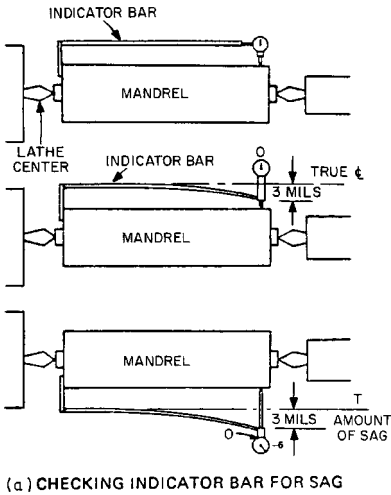 INDICATOR BAR
MANDREL
LATHE
CENTER
INDICATOR BAR
0
TRUE ℄
3 MILS
MANDREL
MANDREL
T
3 MILS
AMOUNT
OF SAG
0
-6
(a) CHECKING INDICATOR BAR FOR SAG